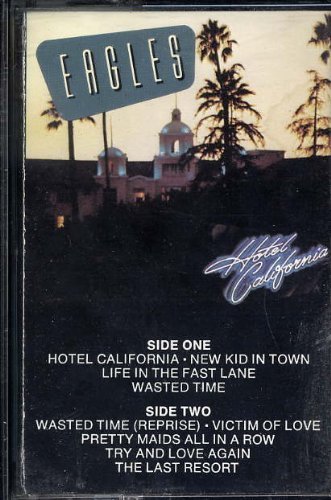 EAGLES
Hotel
California
SIDE ONE
HOTEL CALIFORNIA • NEW KID IN TOWN
LIFE IN THE FAST LANE
WASTED TIME
SIDE TWO
WASTED TIME (REPRISE) • VICTIM OF LOVE
PRETTY MAIDS ALL IN A ROW
TRY AND LOVE AGAIN
THE LAST RESORT